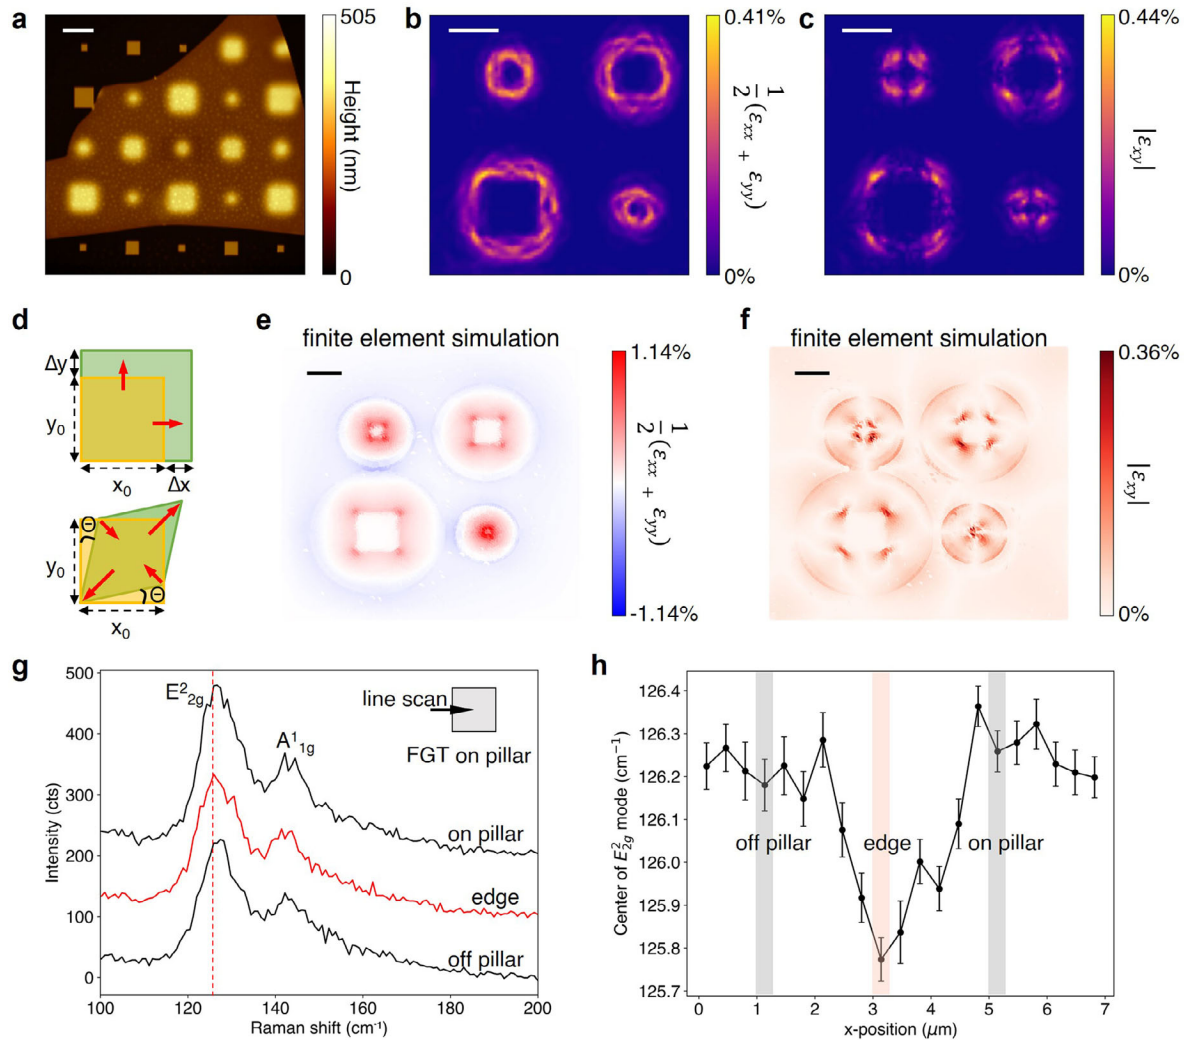 a
505
Height (nm)
0
b
0.41%
1/2 (εxx + εyy)
0%
c
0.44%
|εxy|
0%
d
Δy
y₀
x₀
Δx
Θ
y₀
Θ
x₀
e
finite element simulation
1.14%
1/2 (εxx + εyy)
-1.14%
f
finite element simulation
0.36%
|εxy|
0%
g
500
400
300
200
100
0
Intensity (cts)
E²₂g
A¹₁g
line scan
FGT on pillar
on pillar
edge
off pillar
100 120 140 160 180 200
Raman shift (cm⁻¹)
h
126.4
126.3
126.2
126.1
126.0
125.9
125.8
125.7
Center of E²₂g mode (cm⁻¹)
off pillar
edge
on pillar
0 1 2 3 4 5 6 7
x-position (μm)